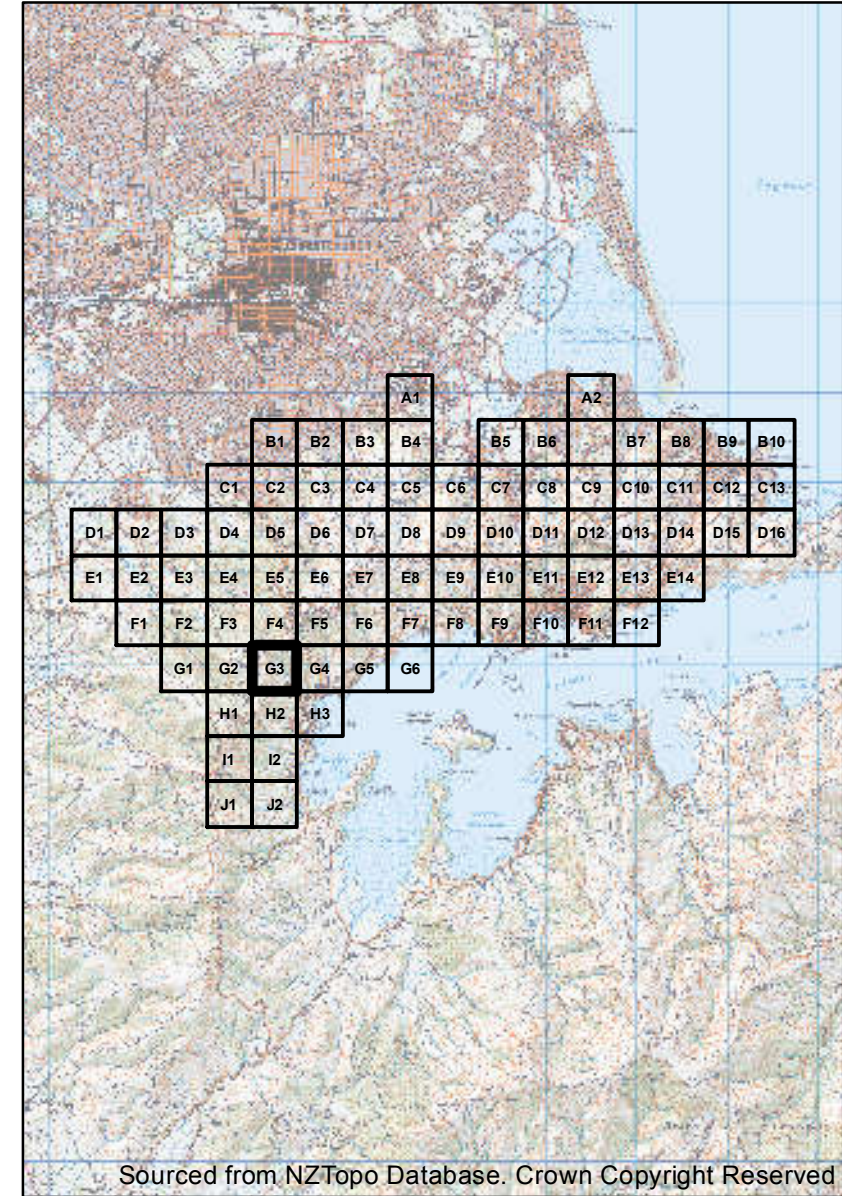 A1 A2
B1 B2 B3 B4 B5 B6 B7 B8 B9 B10
C1 C2 C3 C4 C5 C6 C7 C8 C9 C10 C11 C12 C13
D1 D2 D3 D4 D5 D6 D7 D8 D9 D10 D11 D12 D13 D14 D15 D16
E1 E2 E3 E4 E5 E6 E7 E8 E9 E10 E11 E12 E13 E14
F1 F2 F3 F4 F5 F6 F7 F8 F9 F10 F11 F12
G1 G2 G3 G4 G5 G6
H1 H2 H3
I1 I2
J1 J2
Sourced from NZTopo Database. Crown Copyright Reserved